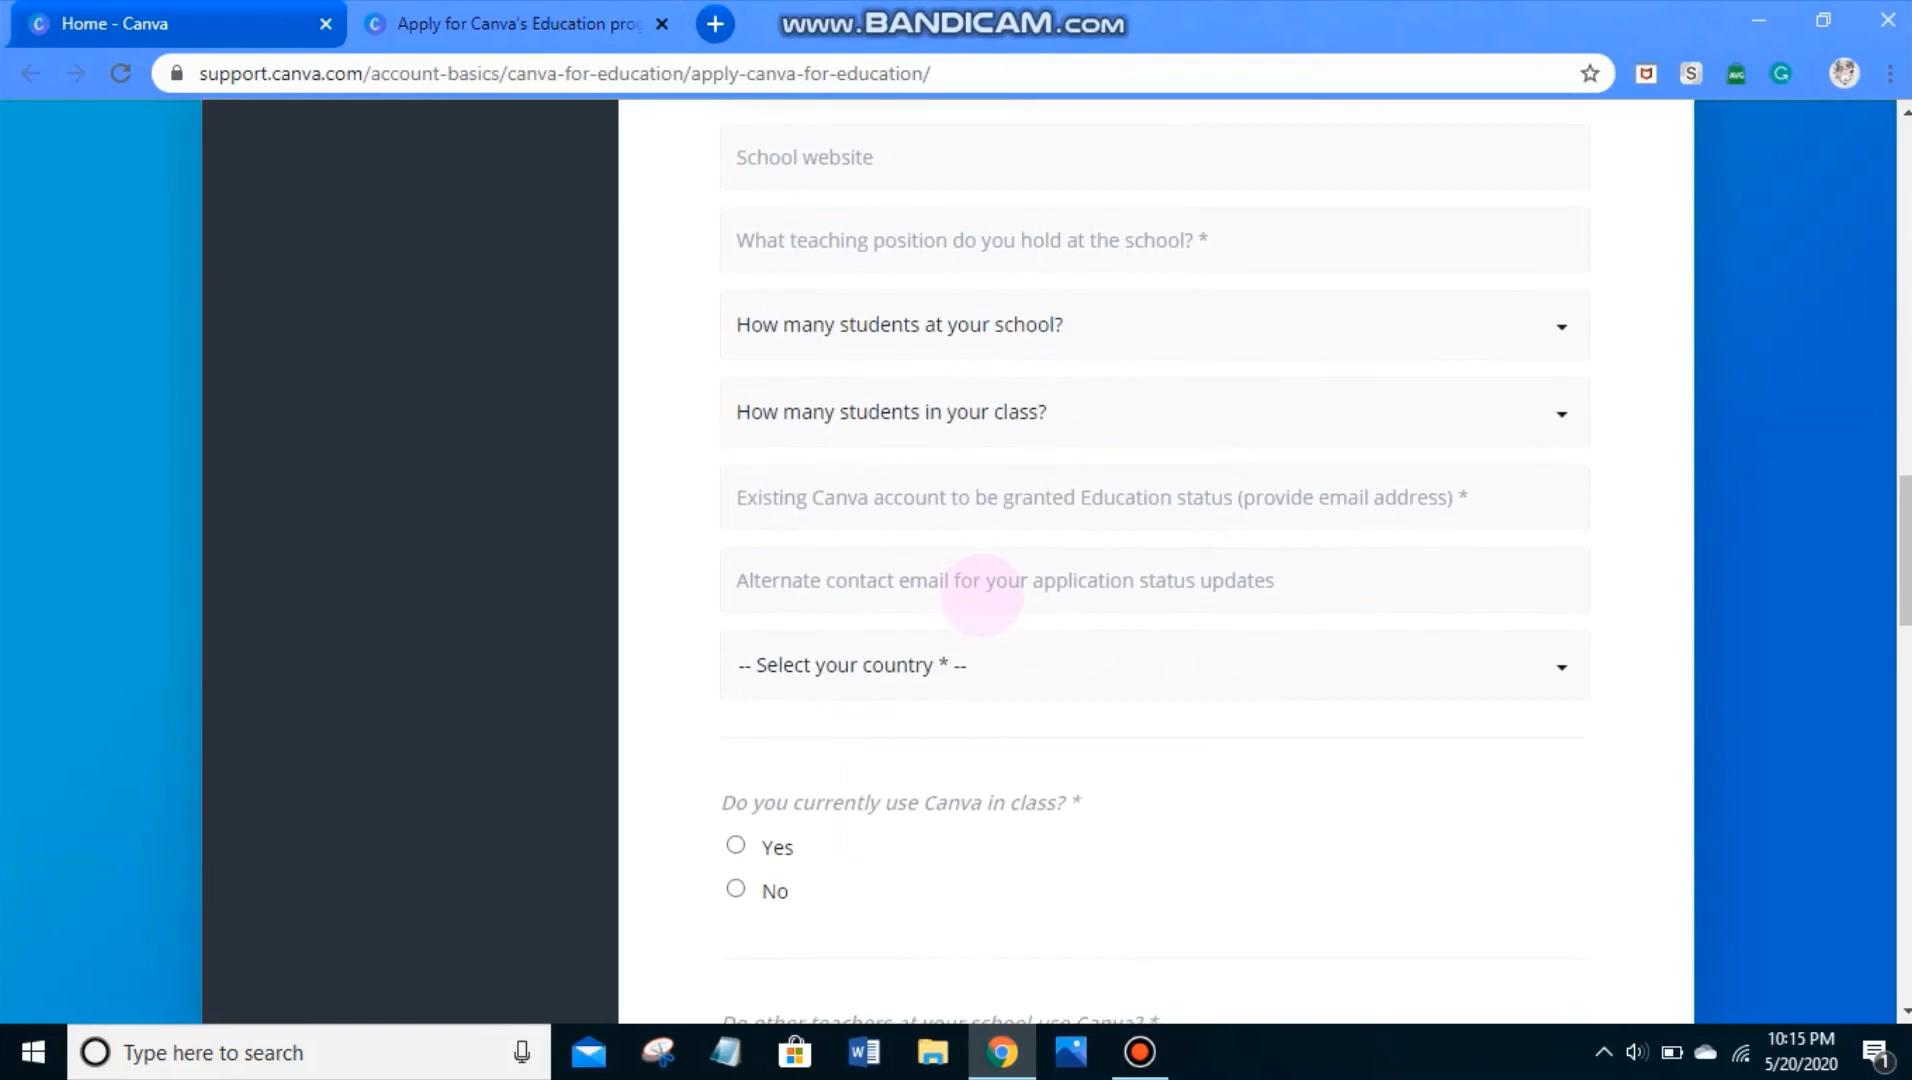 Home - Canva
Apply for Canva's Education prog
www.BANDICAM.com
support.canva.com/account-basics/canva-for-education/apply-canva-for-education/
S
AVG
G
School website
What teaching position do you hold at the school? *
How many students at your school?
How many students in your class?
Existing Canva account to be granted Education status (provide email address) *
Alternate contact email for your application status updates
-- Select your country * --
Do you currently use Canva in class? *
Yes
No
Do other teachers at your school use Canva? *
Type here to search
10:15 PM
5/20/2020
1